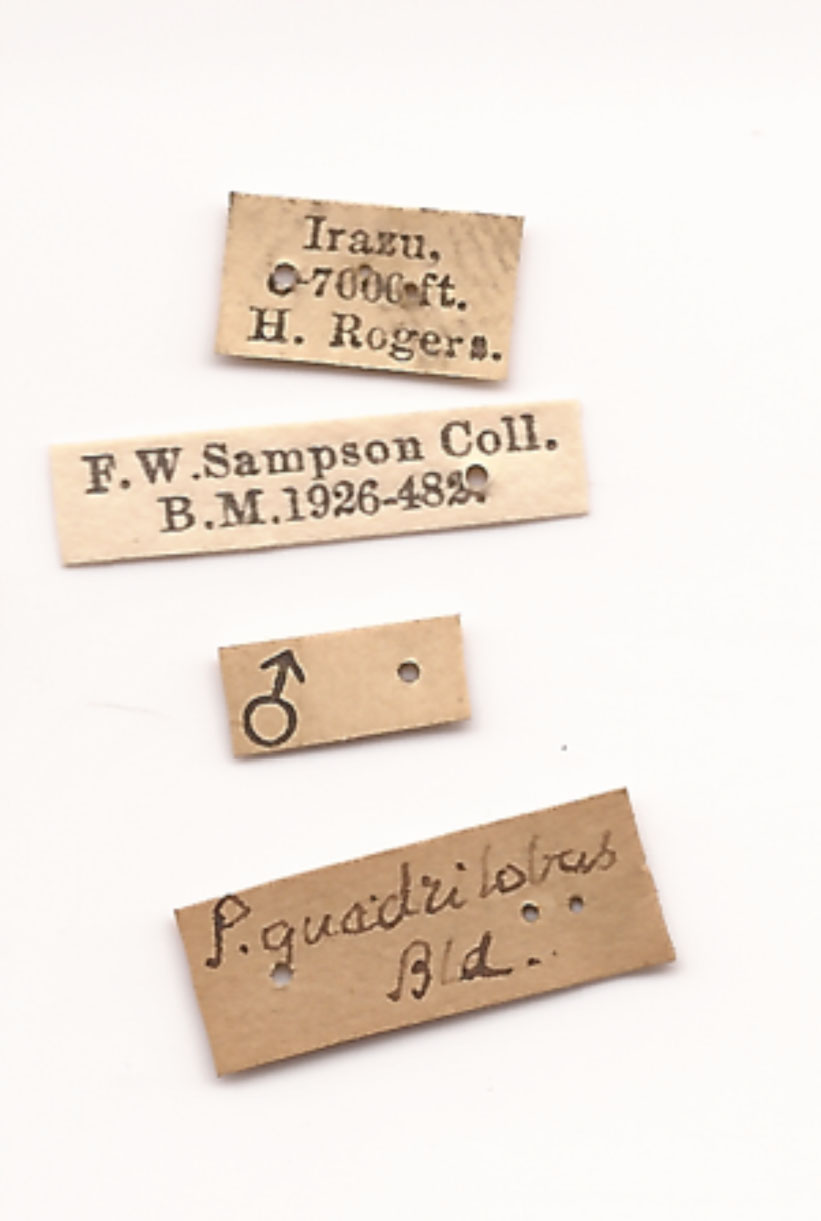 Irazu,
-7000 ft.
H. Rogers.
F.W.Sampson Coll.
B.M.1926-482.
♂
P. quadrilobus
Bld.